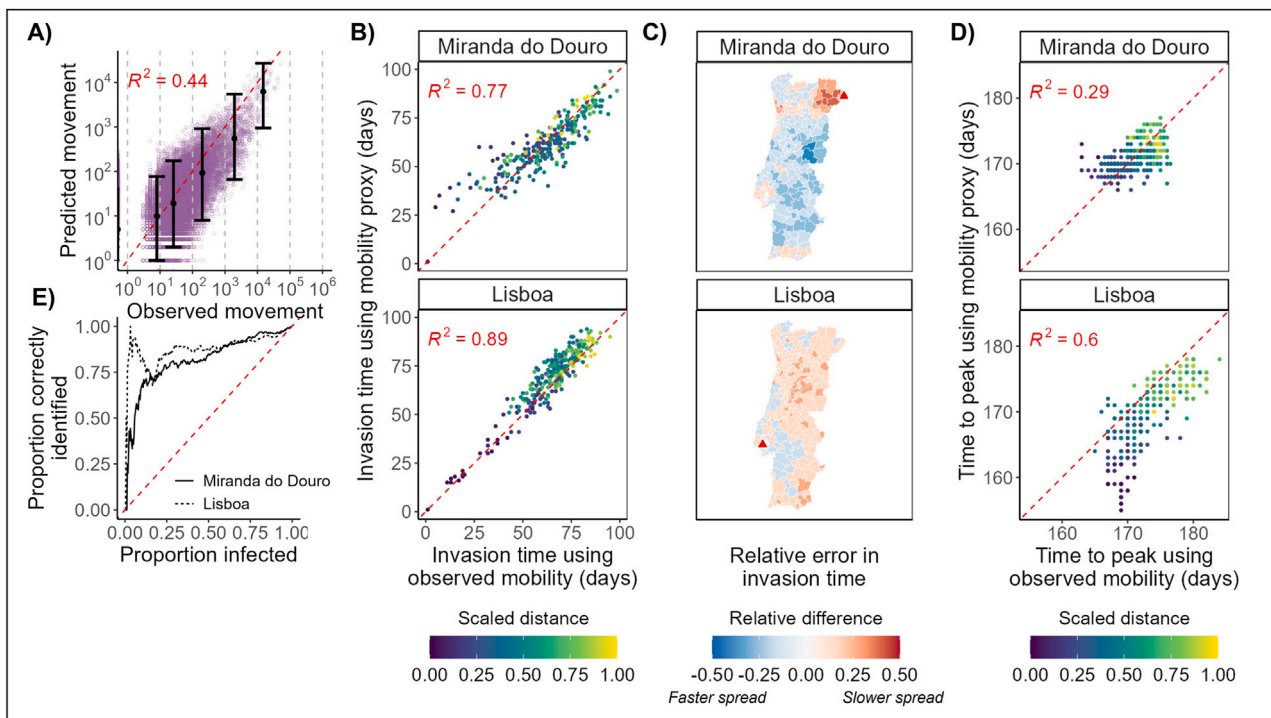 A)
R² = 0.44
Predicted movement
10⁴
10³
10²
10¹
10⁰
10⁰ 10¹ 10² 10³ 10⁴ 10⁵ 10⁶
Observed movement
E)
Proportion correctly
identified
1.00
0.75
0.50
0.25
0.00
Miranda do Douro
Lisboa
0.00 0.25 0.50 0.75 1.00
Proportion infected
B)
Miranda do Douro
R² = 0.77
100
75
50
25
0
Invasion time using mobility proxy (days)
Lisboa
R² = 0.89
100
75
50
25
0
0 25 50 75 100
Invasion time using
observed mobility (days)
Scaled distance
0.00 0.25 0.50 0.75 1.00
C)
Miranda do Douro
Lisboa
Relative error in
invasion time
Relative difference
-0.50 -0.25 0.00 0.25 0.50
Faster spread Slower spread
D)
Miranda do Douro
R² = 0.29
180
170
160
Time to peak using mobility proxy (days)
Lisboa
R² = 0.6
180
170
160
160 170 180
Time to peak using
observed mobility (days)
Scaled distance
0.00 0.25 0.50 0.75 1.00